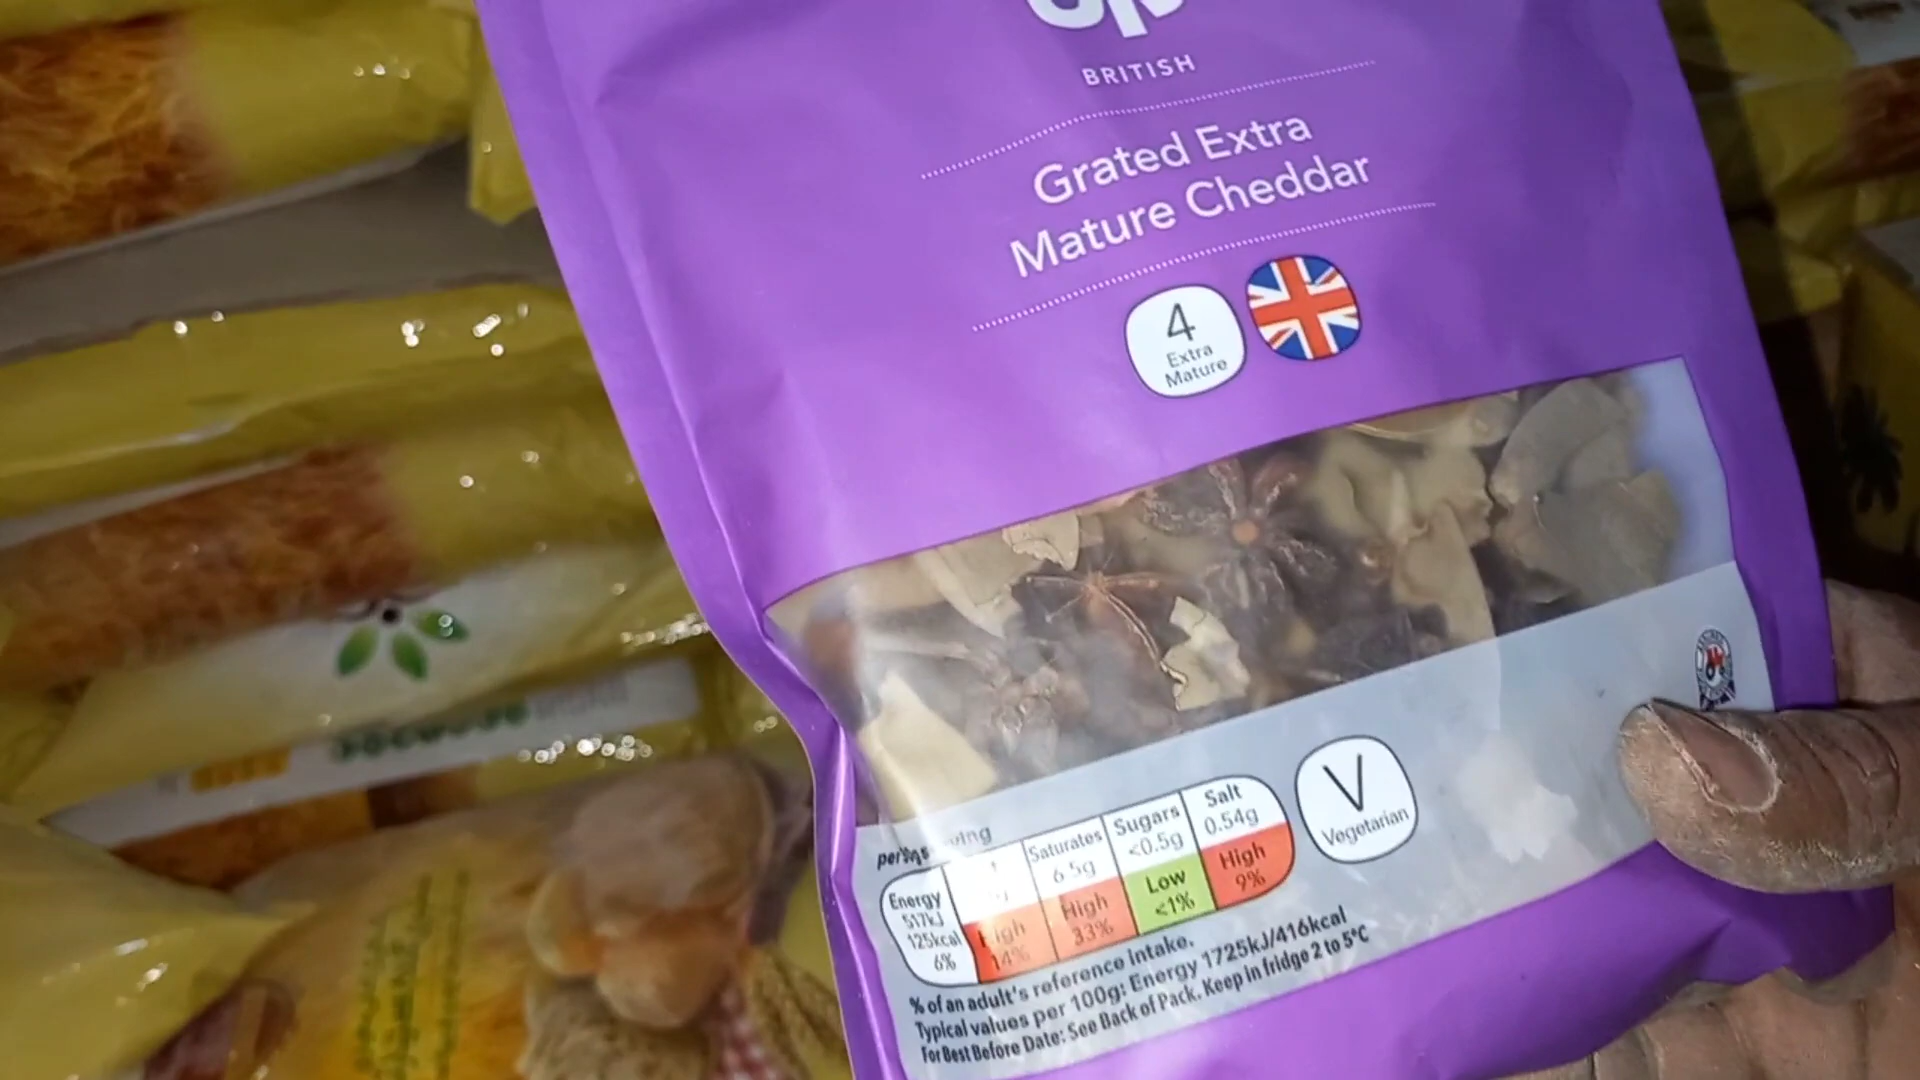 BRITISH
Grated Extra
Mature Cheddar
4
Extra
Mature
Energy
517kJ
125kcal
6%
High
14%
Saturates
6.5g
High
33%
Sugars
<0.5g
Low
<1%
Salt
0.54g
High
9%
V
Vegetarian
% of an adult's reference intake.
Typical values per 100g: Energy 1725kJ/416kcal
For Best Before Date: See Back of Pack. Keep in fridge 2 to 5°C